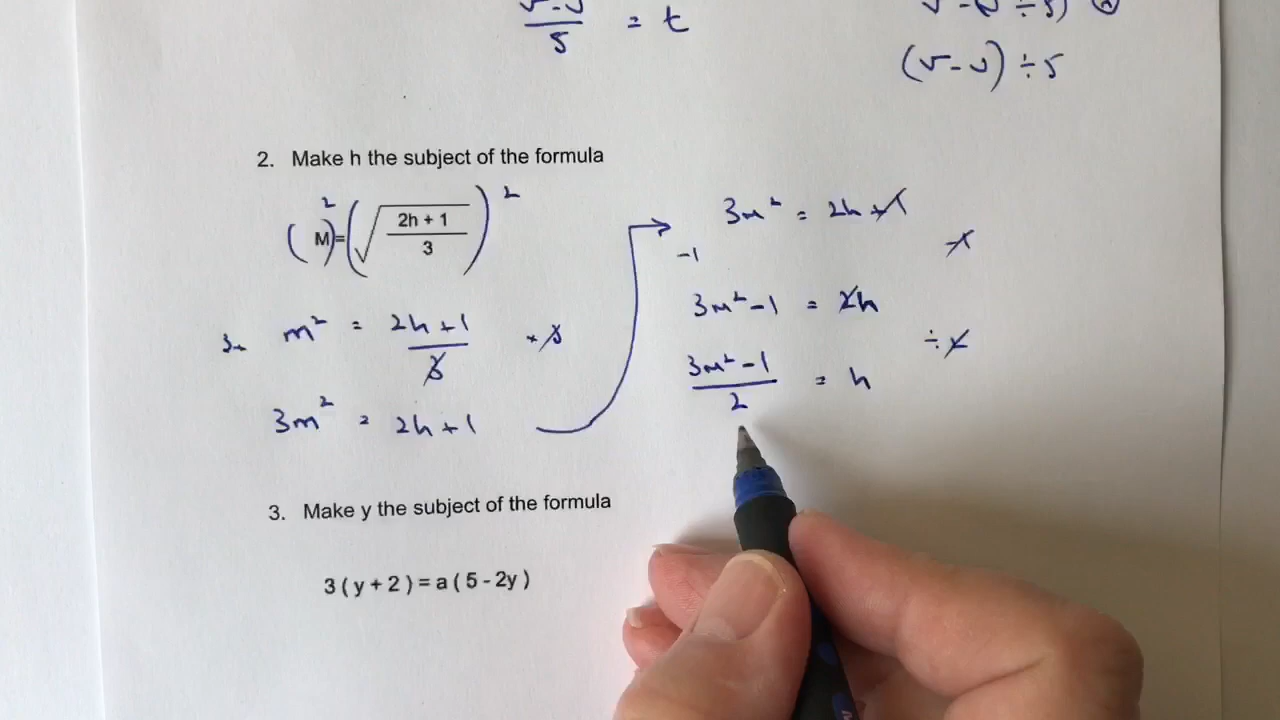 5 = t
(v-u) ÷ 5
2. Make h the subject of the formula
(M)² = (√(2h + 1 / 3))²
3× m² = 2h+1 / 3 ×3
3m² = 2h+1
3m² = 2h+1
-1 -1
3m²-1 = 2h
÷2
3m²-1 / 2 = h
3. Make y the subject of the formula
3 ( y + 2 ) = a ( 5 - 2y )